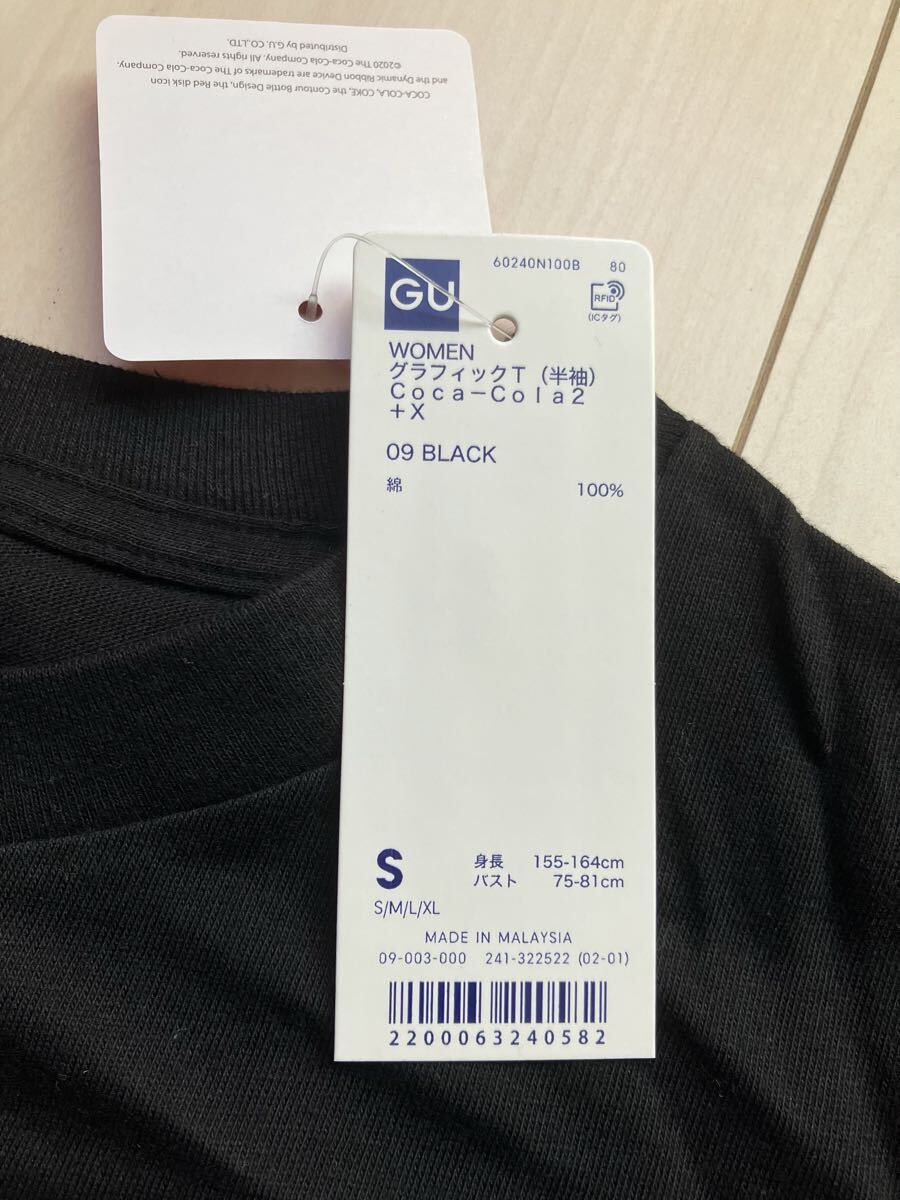 COCA-COLA, COKE, the Contour Bottle Design, the Red disk icon
and the Dynamic Ribbon Device are trademarks of The Coca-Cola Company.
©2020 The Coca-Cola Company. All rights reserved.
Distributed by G.U. CO.,LTD.
GU
60240N100B 80
RFID
(ICタグ)
WOMEN
グラフィックT（半袖）
Coca－Cola2
+X
09 BLACK
綿 100%
S 身長 155-164cm
バスト 75-81cm
S/M/L/XL
MADE IN MALAYSIA
09-003-000 241-322522 (02-01)
2200063240582